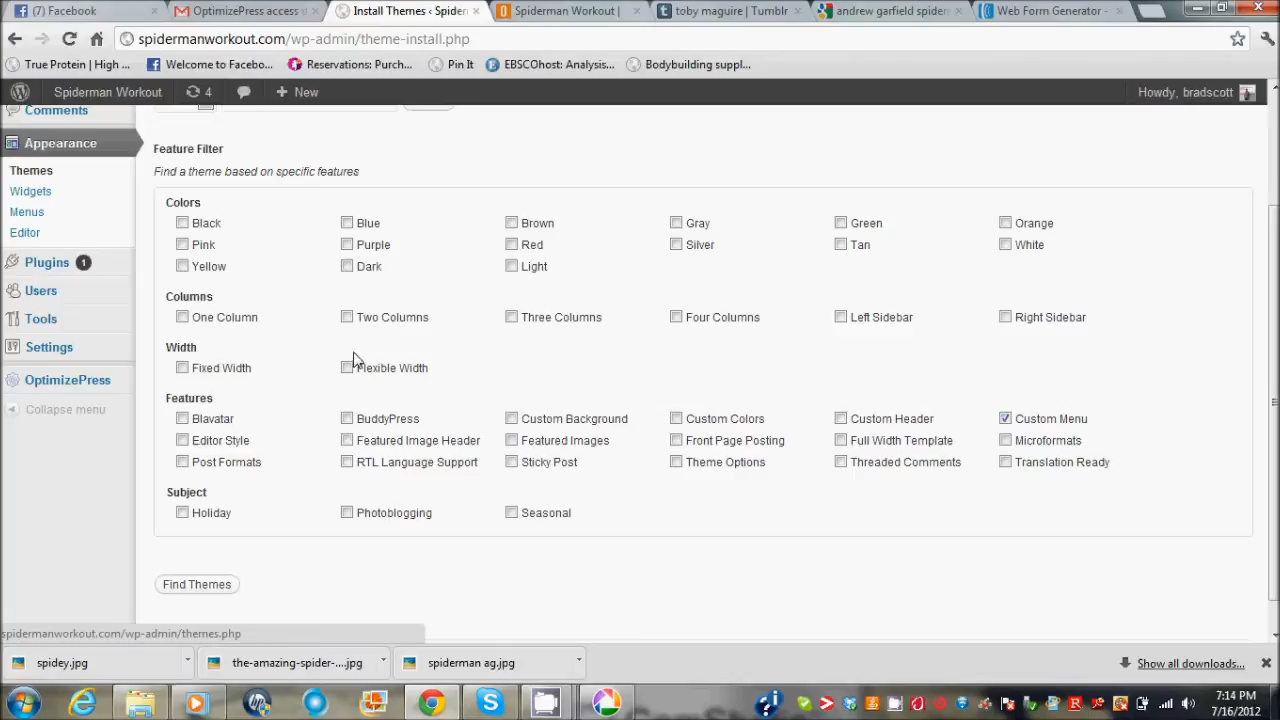 (7) Facebook
OptimizePress access
Install Themes ‹ Spider
Spiderman Workout |
toby maguire | Tumblr
andrew garfield spider
Web Form Generator -
spidermanworkout.com/wp-admin/theme-install.php
True Protein | High ...
Welcome to Facebo...
Reservations: Purch...
Pin It
EBSCOhost: Analysis...
Bodybuilding suppl...
Spiderman Workout
4
+ New
Howdy, bradscott
Comments
Appearance
Themes
Widgets
Menus
Editor
Plugins 1
Users
Tools
Settings
OptimizePress
Collapse menu
Feature Filter
Find a theme based on specific features
Colors
Black Blue Brown Gray Green Orange
Pink Purple Red Silver Tan White
Yellow Dark Light
Columns
One Column Two Columns Three Columns Four Columns Left Sidebar Right Sidebar
Width
Fixed Width Flexible Width
Features
Blavatar BuddyPress Custom Background Custom Colors Custom Header Custom Menu
Editor Style Featured Image Header Featured Images Front Page Posting Full Width Template Microformats
Post Formats RTL Language Support Sticky Post Theme Options Threaded Comments Translation Ready
Subject
Holiday Photoblogging Seasonal
Find Themes
spidermanworkout.com/wp-admin/themes.php
spidey.jpg
the-amazing-spider-....jpg
spiderman ag.jpg
Show all downloads...
7:14 PM
7/16/2012